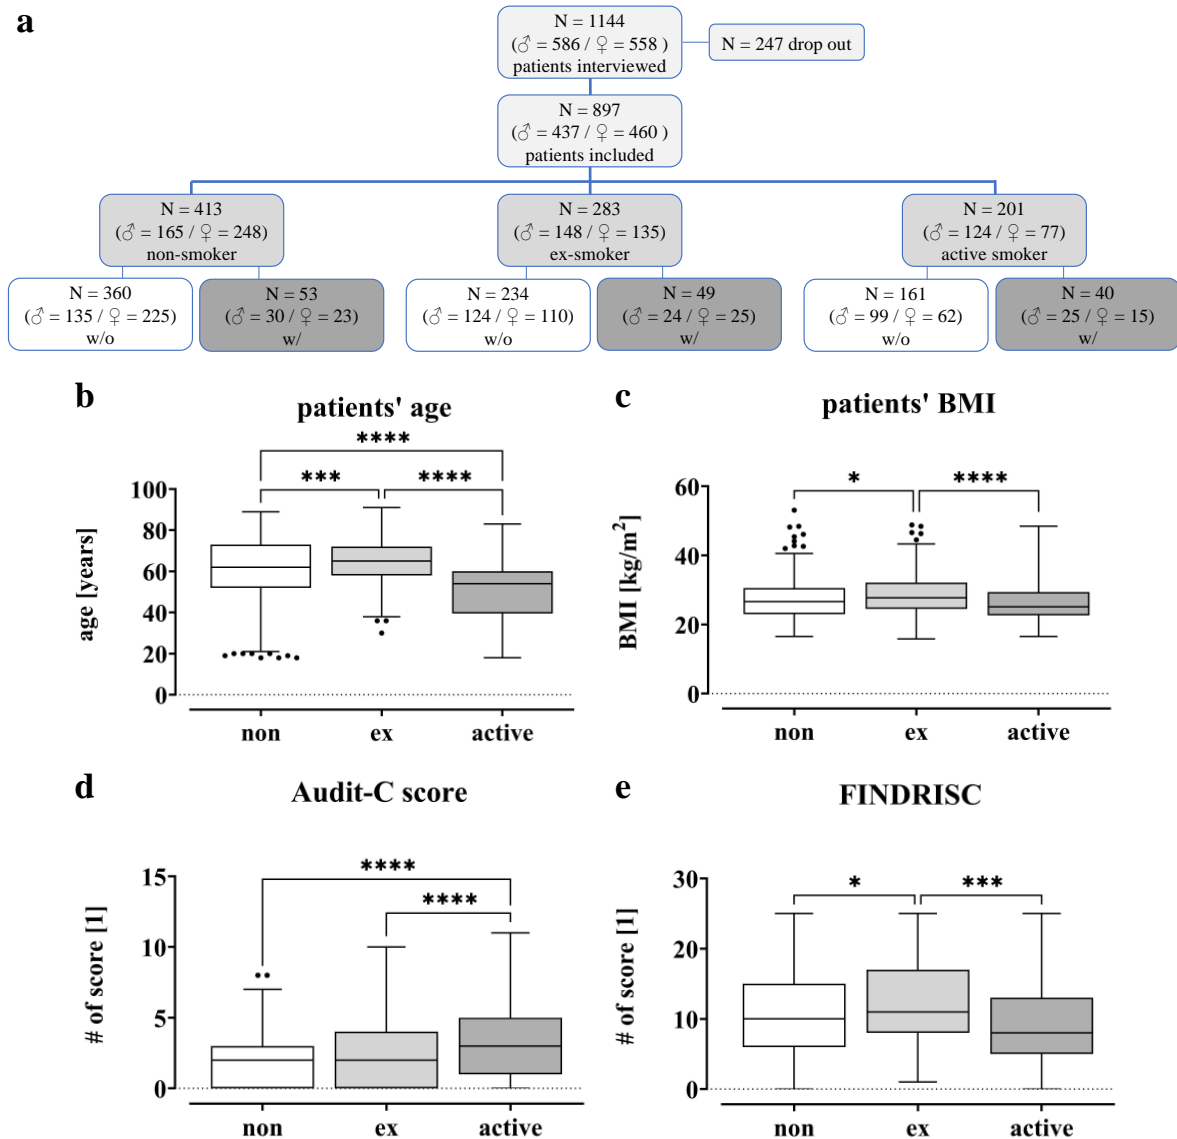 a
N = 1144
(♂ = 586 / ♀ = 558 )
patients interviewed
N = 247 drop out
N = 897
(♂ = 437 / ♀ = 460 )
patients included
N = 413
(♂ = 165 / ♀ = 248)
non-smoker
N = 283
(♂ = 148 / ♀ = 135)
ex-smoker
N = 201
(♂ = 124 / ♀ = 77)
active smoker
N = 360
(♂ = 135 / ♀ = 225)
w/o
N = 53
(♂ = 30 / ♀ = 23)
w/
N = 234
(♂ = 124 / ♀ = 110)
w/o
N = 49
(♂ = 24 / ♀ = 25)
w/
N = 161
(♂ = 99 / ♀ = 62)
w/o
N = 40
(♂ = 25 / ♀ = 15)
w/
b
patients' age
****
***
****
age [years]
100
80
60
40
20
0
non
ex
active
c
patients' BMI
*
****
BMI [kg/m²]
60
40
20
0
non
ex
active
d
Audit-C score
****
****
# of score [1]
15
10
5
0
non
ex
active
e
FINDRISC
*
***
# of score [1]
30
20
10
0
non
ex
active